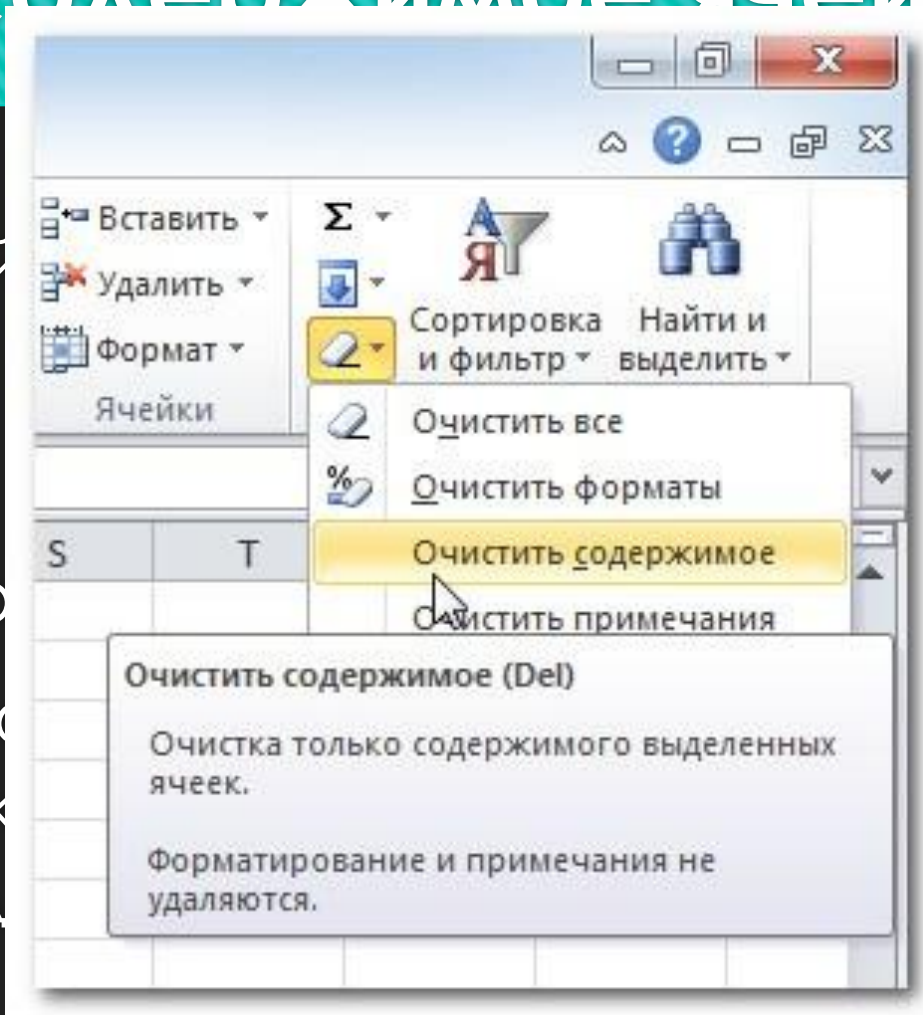 Вставить
Σ
Удалить
Сортировка и фильтр
Найти и выделить
Формат
Ячейки
Очистить все
Очистить форматы
S T
Очистить содержимое
Очистить примечания
Очистить содержимое (Del)
Очистка только содержимого выделенных
ячеек.
Форматирование и примечания не
удаляются.